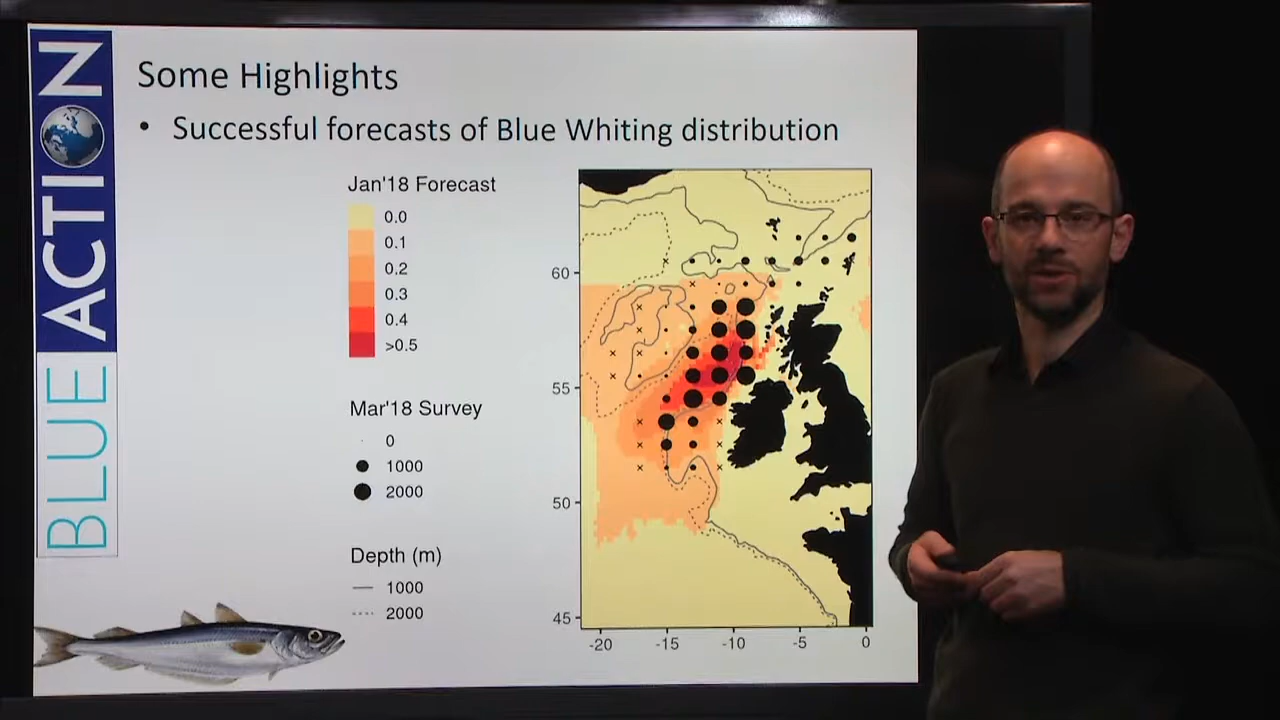 BLUE ACTION
Some Highlights
• Successful forecasts of Blue Whiting distribution
Jan'18 Forecast
0.0
0.1
0.2
0.3
0.4
>0.5
Mar'18 Survey
0
1000
2000
Depth (m)
1000
2000
60
55
50
45
-20 -15 -10 -5 0